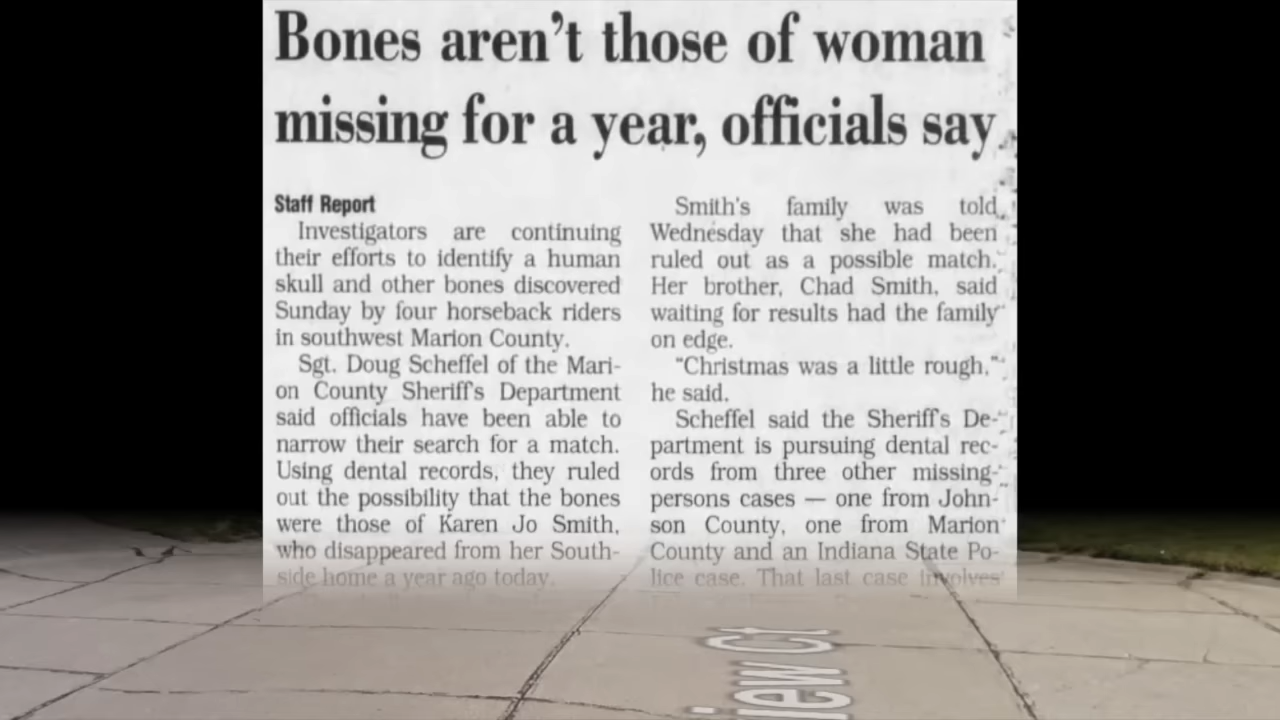 Bones aren't those of woman
missing for a year, officials say
Staff Report
Investigators are continuing
their efforts to identify a human
skull and other bones discovered
Sunday by four horseback riders
in southwest Marion County.
Sgt. Doug Scheffel of the Mari-
on County Sheriff's Department
said officials have been able to
narrow their search for a match.
Using dental records, they ruled
out the possibility that the bones
were those of Karen Jo Smith,
who disappeared from her South-
side home a year ago today.
Smith's family was told
Wednesday that she had been
ruled out as a possible match.
Her brother, Chad Smith, said
waiting for results had the family
on edge.
"Christmas was a little rough,"
he said.
Scheffel said the Sheriff's De-
partment is pursuing dental rec-
ords from three other missing-
persons cases — one from John-
son County, one from Marion
County and an Indiana State Po-
lice case. That last case involves
iew Ct